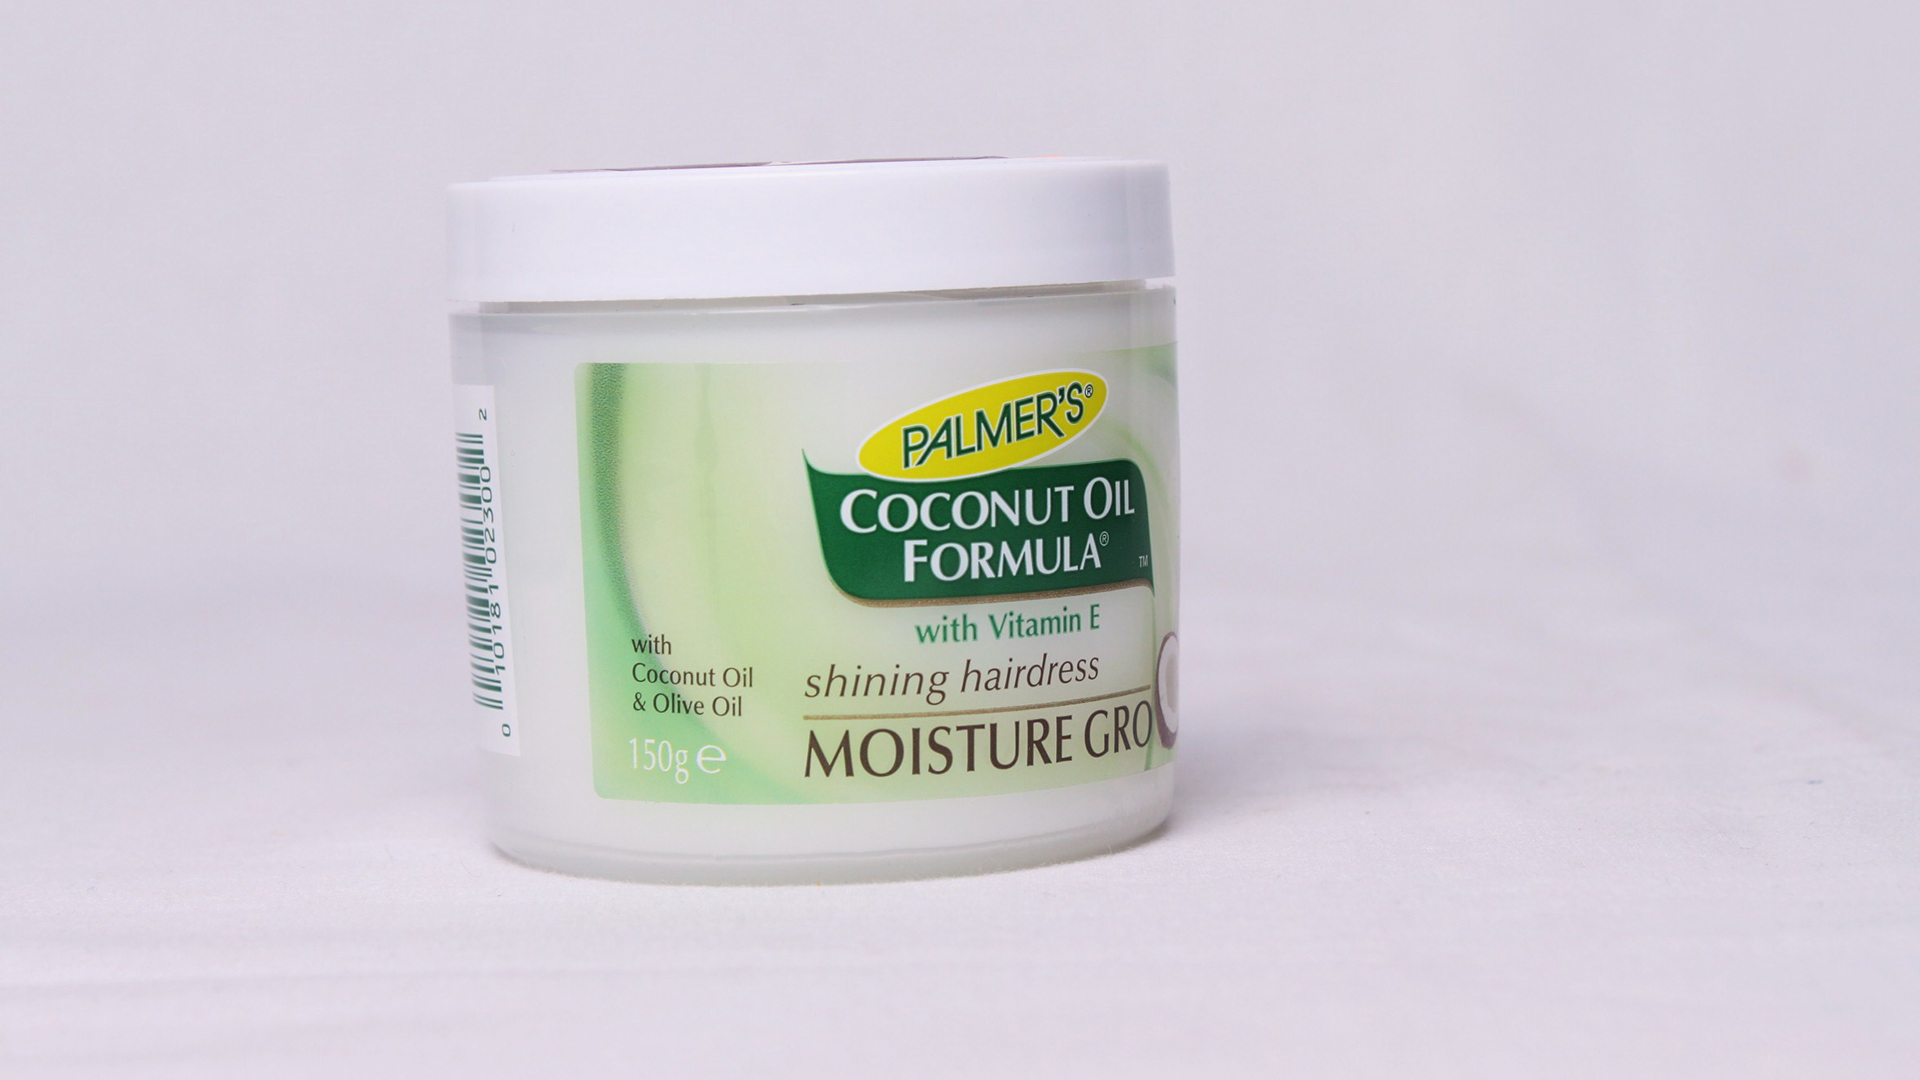 PALMER'S®
COCONUT OIL
FORMULA®
TM
with Vitamin E
shining hairdress
MOISTURE GRO
with
Coconut Oil
& Olive Oil
150g ℮
0 10181 02300 2